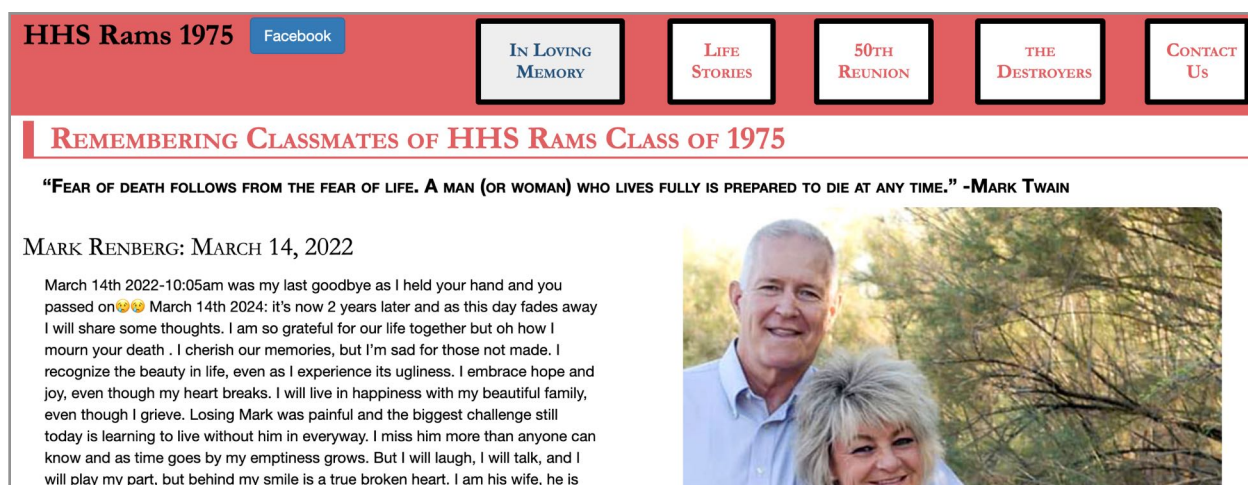 HHS Rams 1975
Facebook
In Loving
Memory
Life
Stories
50th
Reunion
the
Destroyers
Contact
Us
Remembering Classmates of HHS Rams Class of 1975
“Fear of death follows from the fear of life. A man (or woman) who lives fully is prepared to die at any time.” -Mark Twain
Mark Renberg: March 14, 2022
March 14th 2022-10:05am was my last goodbye as I held your hand and you
passed on😢😢 March 14th 2024: it’s now 2 years later and as this day fades away
I will share some thoughts. I am so grateful for our life together but oh how I
mourn your death . I cherish our memories, but I’m sad for those not made. I
recognize the beauty in life, even as I experience its ugliness. I embrace hope and
joy, even though my heart breaks. I will live in happiness with my beautiful family,
even though I grieve. Losing Mark was painful and the biggest challenge still
today is learning to live without him in everyway. I miss him more than anyone can
know and as time goes by my emptiness grows. But I will laugh, I will talk, and I
will play my part, but behind my smile is a true broken heart. I am his wife, he is